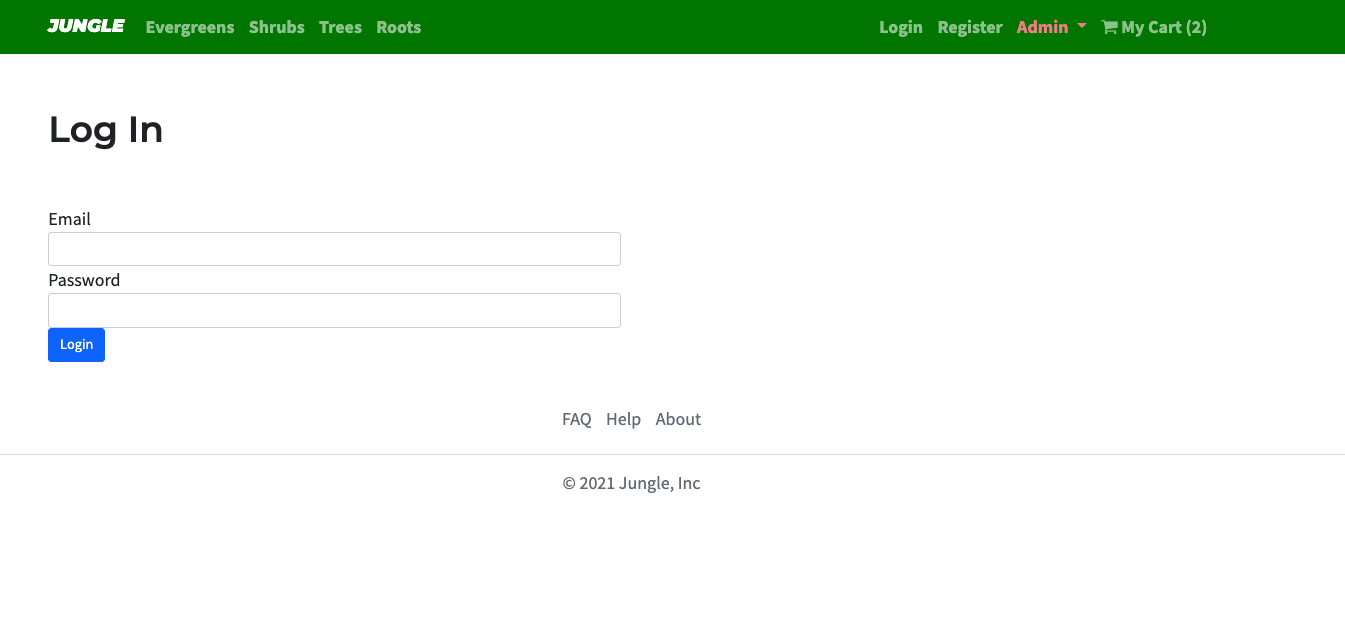 JUNGLE Evergreens Shrubs Trees Roots Login Register Admin My Cart (2)
Log In
Email
Password
Login
FAQ Help About
© 2021 Jungle, Inc